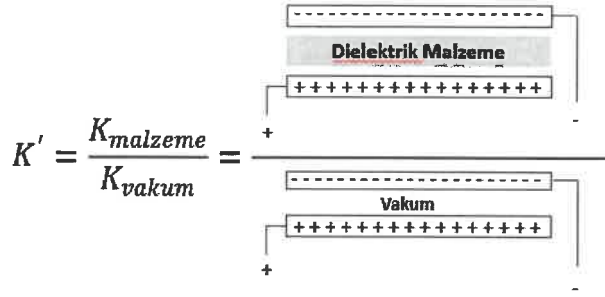 - - - - - - - - - - - - - - - -
Dielektrik Malzeme
+ + + + + + + + + + + + + + + +
+ -
K' = K_malzeme / K_vakum =
- - - - - - - - - - - - - - - -
Vakum
+ + + + + + + + + + + + + + + +
+ -